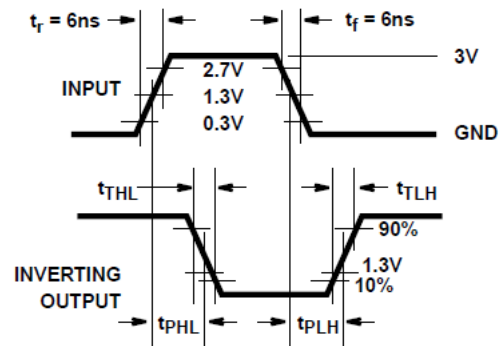 tr = 6ns
tf = 6ns
3V
INPUT
2.7V
1.3V
0.3V
GND
tTHL
tTLH
90%
INVERTING
OUTPUT
1.3V
10%
tPHL
tPLH